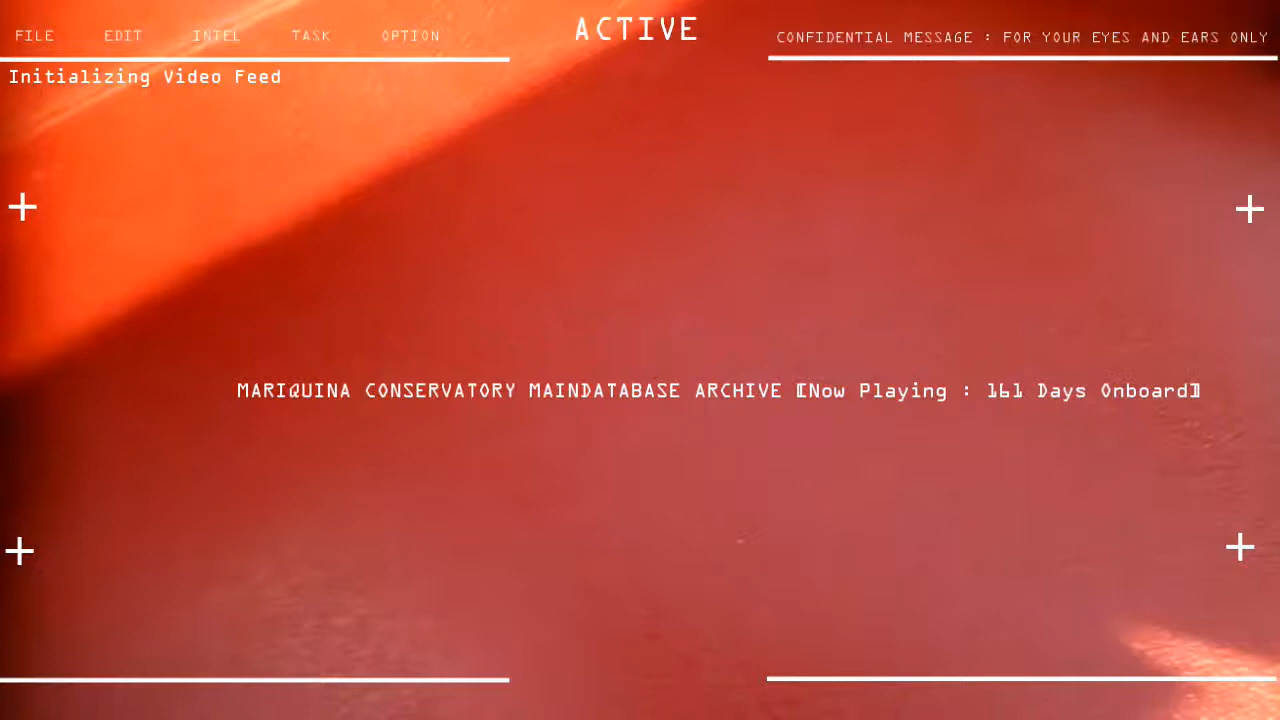 FILE EDIT INTEL TASK OPTION
ACTIVE
CONFIDENTIAL MESSAGE : FOR YOUR EYES AND EARS ONLY
Initializing Video Feed
MARIQUINA CONSERVATORY MAINDATABASE ARCHIVE [Now Playing : 161 Days Onboard]